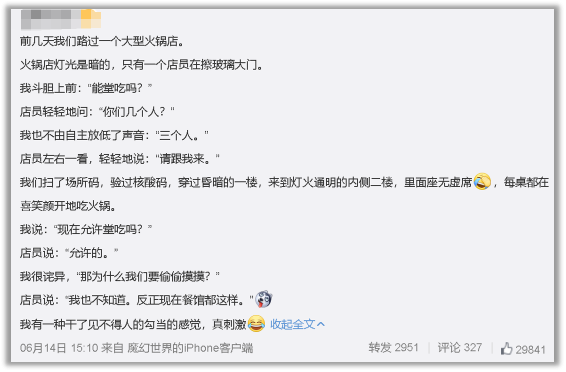 前几天我们路过一个大型火锅店。
火锅店灯光是暗的，只有一个店员在擦玻璃大门。
我斗胆上前：“能堂吃吗？”
店员轻轻地问：“你们几个人？”
我也不由自主放低了声音：“三个人。”
店员左右一看，轻轻地说：“请跟我来。”
我们扫了场所码，验过核酸码，穿过昏暗的一楼，来到灯火通明的内侧二楼，里面座无虚席，每桌都在
喜笑颜开地吃火锅。
我说：“现在允许堂吃吗？”
店员说：“允许的。”
我很诧异，“那为什么我们要偷偷摸摸？”
店员说：“我也不知道。反正现在餐馆都这样。”
我有一种干了见不得人的勾当的感觉，真刺激 收起全文
06月14日 15:10 来自 魔幻世界的iPhone客户端 转发 2951 评论 327 29841